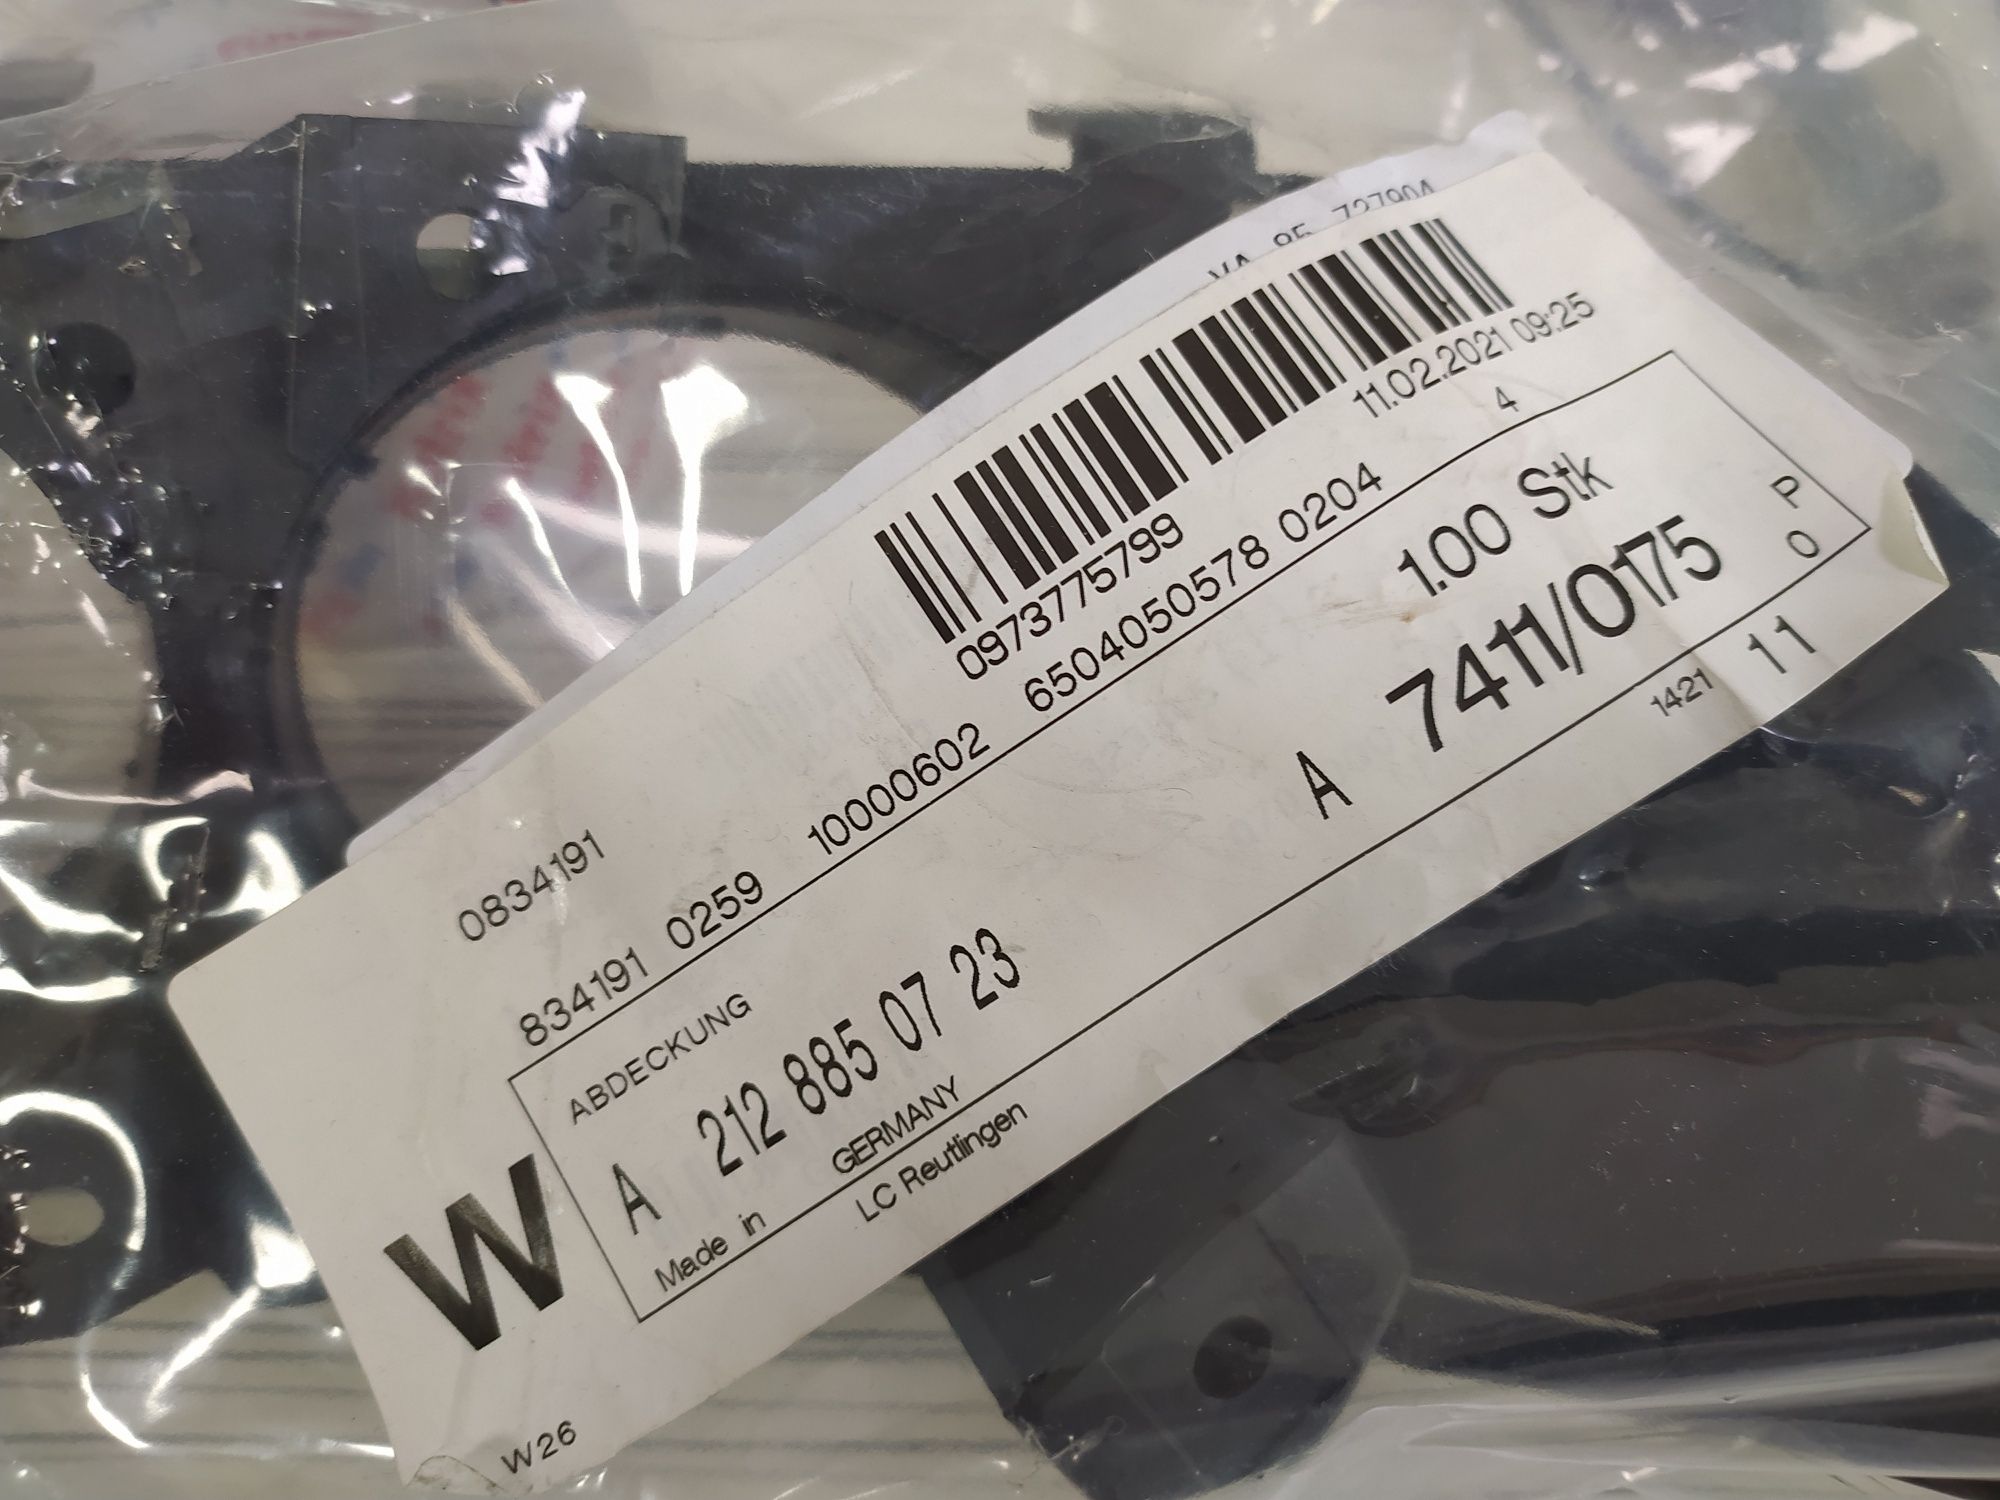 0973775799
11.02.2021 09:25
0834191
834191 0259 10000602 6504050578 0204 4
ABDECKUNG
1.00 Stk
P
A 212 885 07 23
A 7411/0175
0
Made in GERMANY
1421 11
LC Reutlingen
W
W26